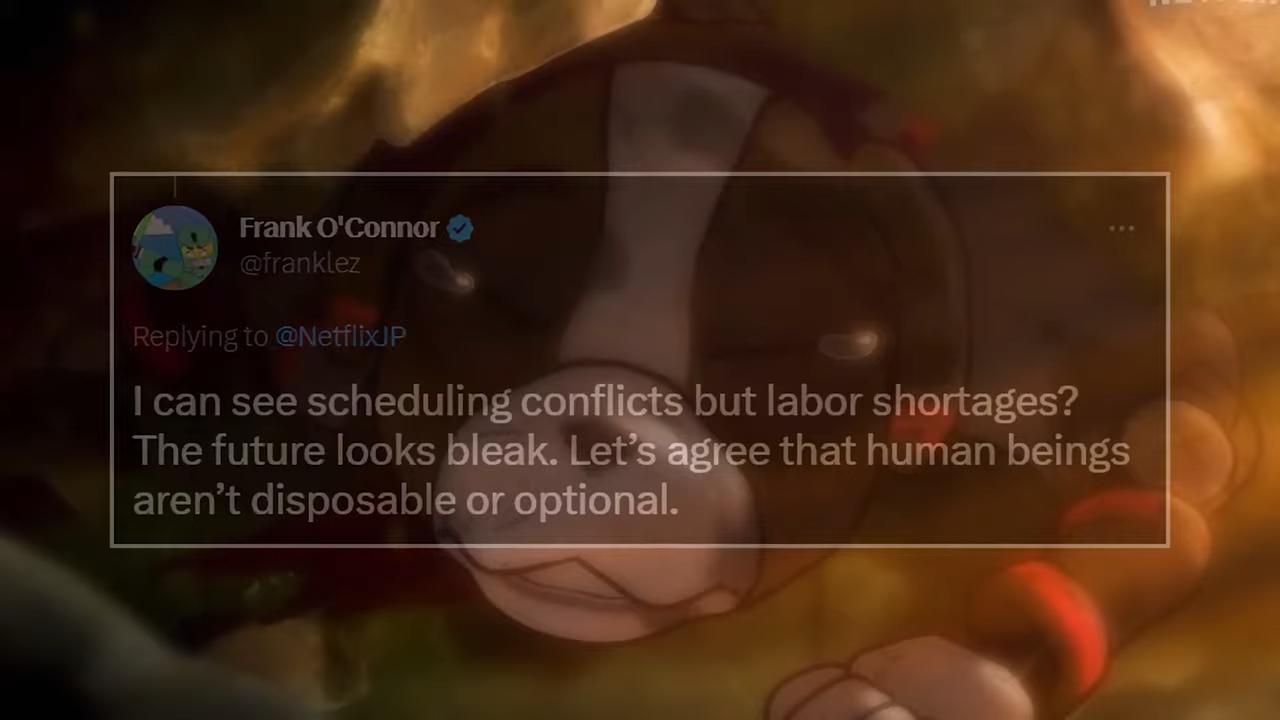 Frank O'Connor
@franklez
...
Replying to @NetflixJP
I can see scheduling conflicts but labor shortages?
The future looks bleak. Let’s agree that human beings
aren’t disposable or optional.